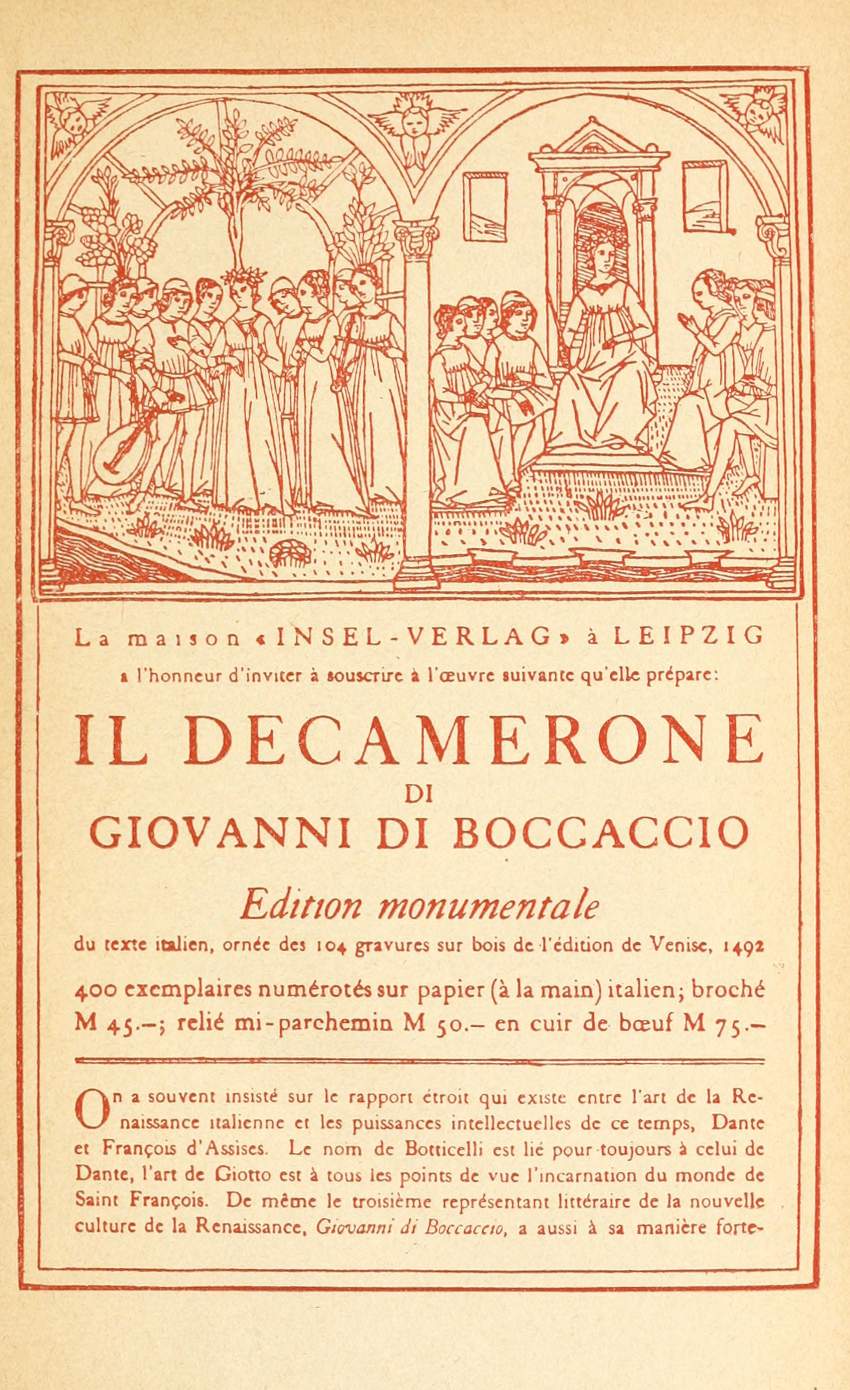 La maison «INSEL-VERLAG» à LEIPZIG
a l'honneur d'inviter à souscrire à l'œuvre suivante qu'elle prépare:
IL DECAMERONE
DI
GIOVANNI DI BOCCACCIO
Edition monumentale
du texte italien, ornée des 104 gravures sur bois de l'édition de Venise, 1492
400 exemplaires numérotés sur papier (à la main) italien; broché
M 45.–; relié mi-parchemin M 50.– en cuir de bœuf M 75.–
On a souvent insisté sur le rapport étroit qui existe entre l'art de la Re-
naissance italienne et les puissances intellectuelles de ce temps, Dante
et François d'Assises. Le nom de Botticelli est lié pour toujours à celui de
Dante, l'art de Giotto est à tous les points de vue l'incarnation du monde de
Saint François. De même le troisième représentant littéraire de la nouvelle
culture de la Renaissance, Giovanni di Boccaccio, a aussi à sa manière forte-